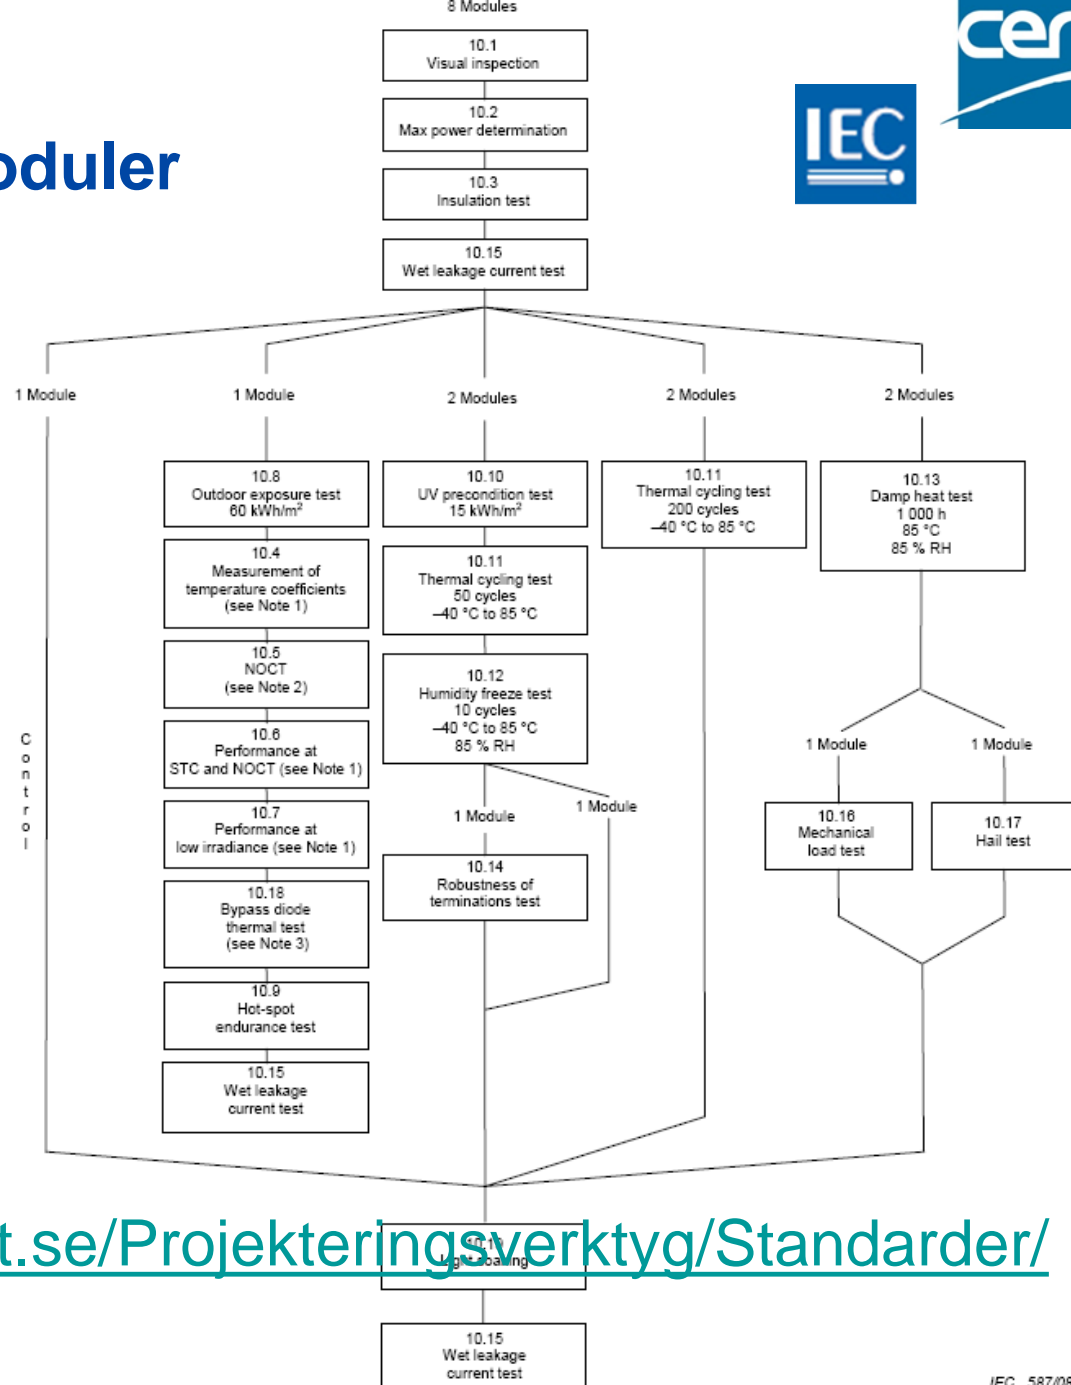 8 Modules
10.1
Visual inspection
10.2
Max power determination
oduler
10.3
Insulation test
10.15
Wet leakage current test
IEC
cen
1 Module
1 Module
2 Modules
2 Modules
2 Modules
Control
10.8
Outdoor exposure test
60 kWh/m²
10.4
Measurement of
temperature coefficients
(see Note 1)
10.5
NOCT
(see Note 2)
10.6
Performance at
STC and NOCT (see Note 1)
10.7
Performance at
low irradiance (see Note 1)
10.18
Bypass diode
thermal test
(see Note 3)
10.9
Hot-spot
endurance test
10.15
Wet leakage
current test
10.10
UV precondition test
15 kWh/m²
10.11
Thermal cycling test
50 cycles
–40 °C to 85 °C
10.12
Humidity freeze test
10 cycles
–40 °C to 85 °C
85 % RH
1 Module
1 Module
10.14
Robustness of
terminations test
10.11
Thermal cycling test
200 cycles
–40 °C to 85 °C
10.13
Damp heat test
1 000 h
85 °C
85 % RH
1 Module
1 Module
10.16
Mechanical
load test
10.17
Hail test
t.se/Projekteringsverktyg/Standarder/
10.15
Wet leakage
current test
IEC 587/08